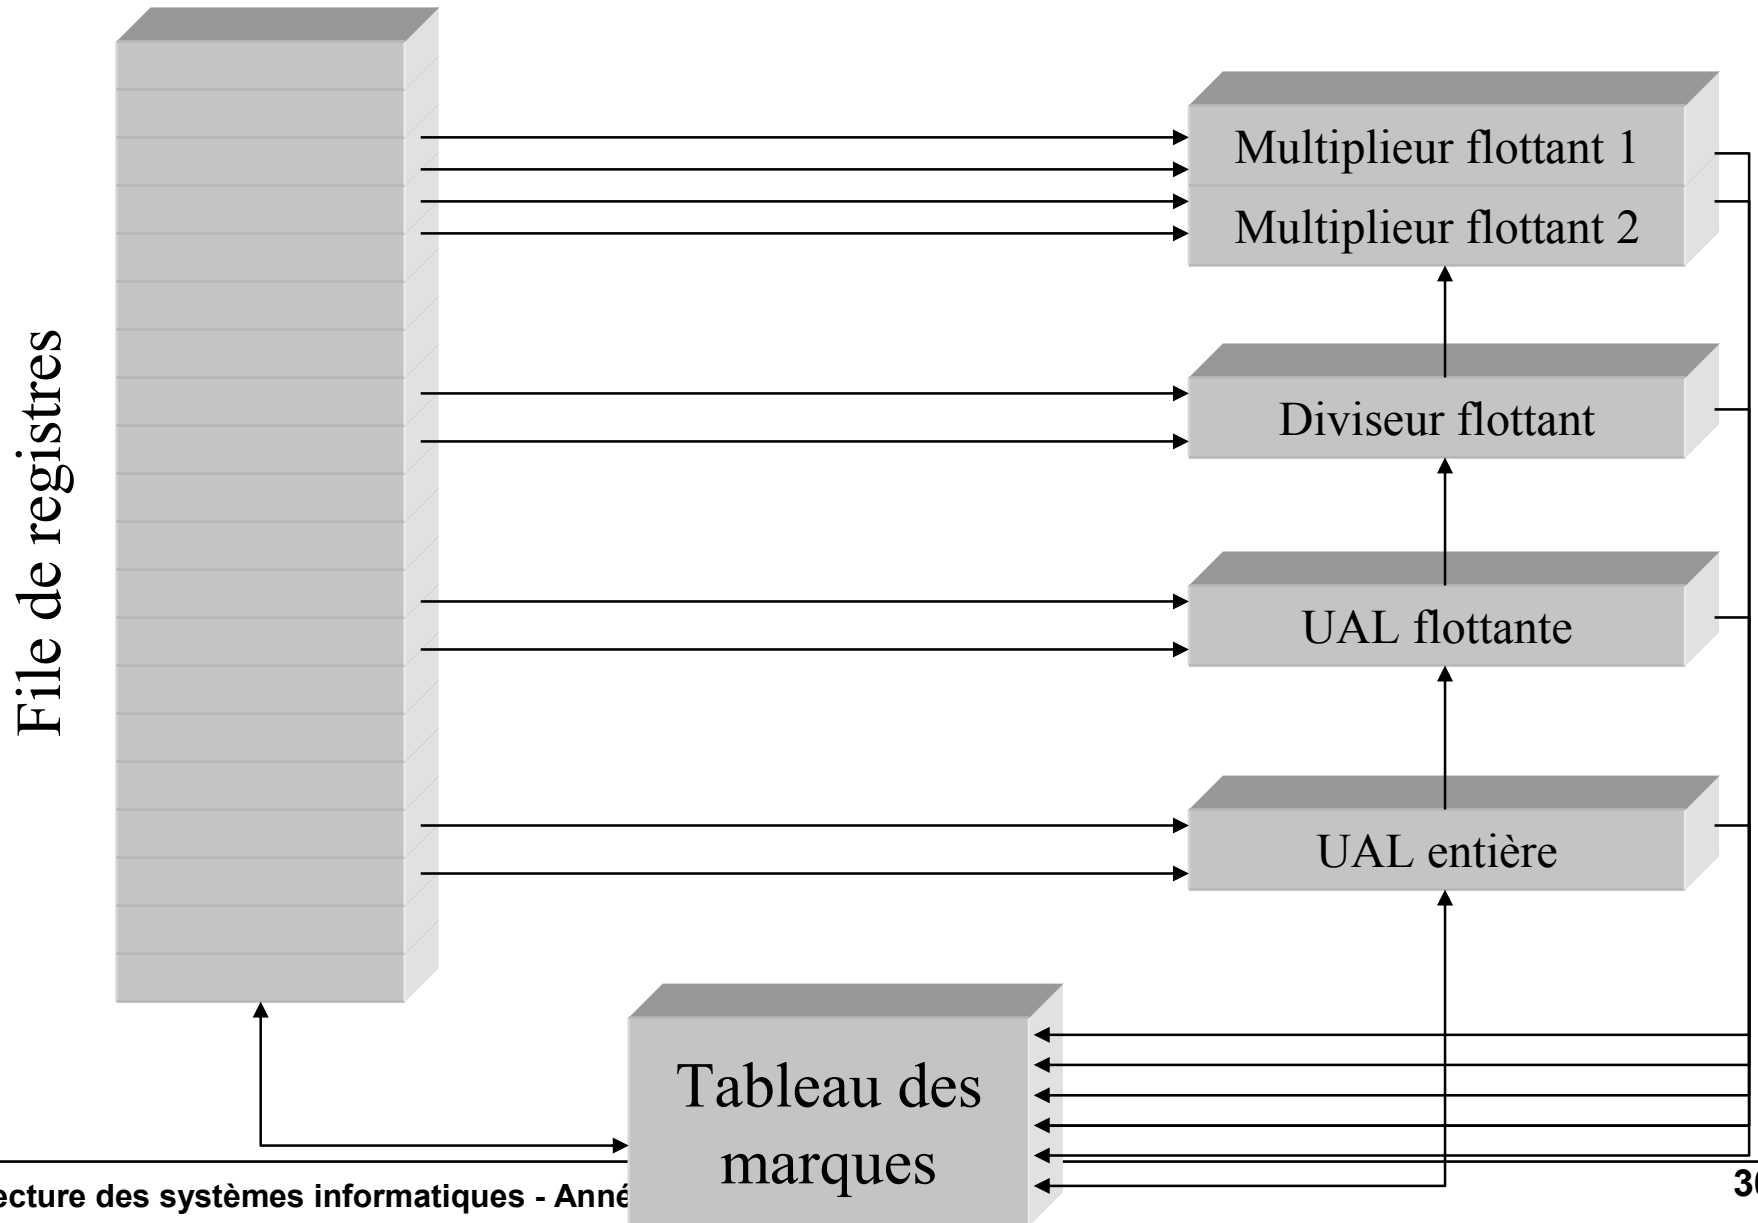 File de registres
Multiplieur flottant 1
Multiplieur flottant 2
Diviseur flottant
UAL flottante
UAL entière
Tableau des
marques
ecture des systèmes informatiques - Anné